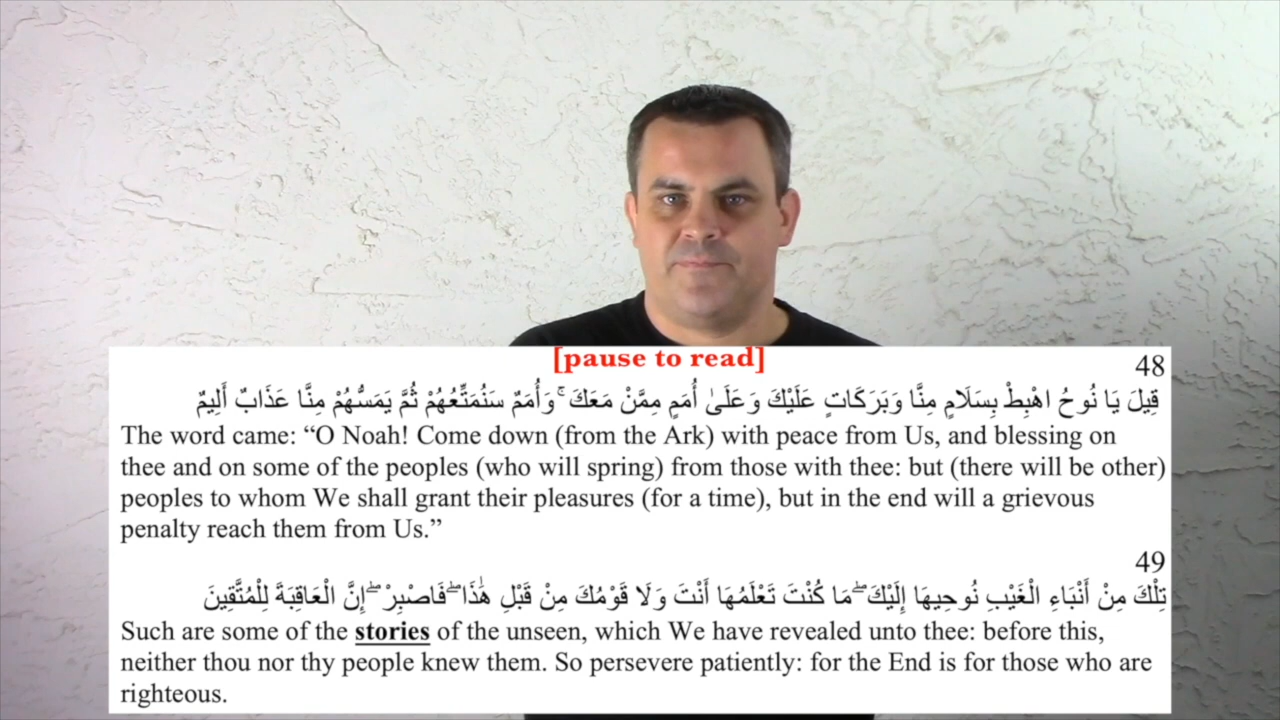 [pause to read]
48
قِيلَ يَا نُوحُ اهْبِطْ بِسَلَامٍ مِنَّا وَبَرَكَاتٍ عَلَيْكَ وَعَلَىٰ أُمَمٍ مِمَّنْ مَعَكَ ۚ وَأُمَمٌ سَنُمَتِّعُهُمْ ثُمَّ يَمَسُّهُمْ مِنَّا عَذَابٌ أَلِيمٌ
The word came: “O Noah! Come down (from the Ark) with peace from Us, and blessing on
thee and on some of the peoples (who will spring) from those with thee: but (there will be other)
peoples to whom We shall grant their pleasures (for a time), but in the end will a grievous
penalty reach them from Us.”
49
تِلْكَ مِنْ أَنْبَاءِ الْغَيْبِ نُوحِيهَا إِلَيْكَ ۖ مَا كُنْتَ تَعْلَمُهَا أَنْتَ وَلَا قَوْمُكَ مِنْ قَبْلِ هَٰذَا ۖ فَاصْبِرْ ۖ إِنَّ الْعَاقِبَةَ لِلْمُتَّقِينَ
Such are some of the stories of the unseen, which We have revealed unto thee: before this,
neither thou nor thy people knew them. So persevere patiently: for the End is for those who are
righteous.